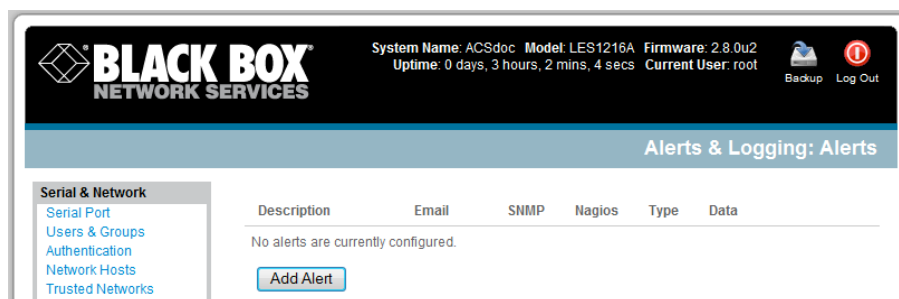 BLACK BOX®
NETWORK SERVICES
System Name: ACSdoc Model: LES1216A Firmware: 2.8.0u2
Uptime: 0 days, 3 hours, 2 mins, 4 secs Current User: root
Backup Log Out
Alerts & Logging: Alerts
Serial & Network
Serial Port
Users & Groups
Authentication
Network Hosts
Trusted Networks
Description Email SNMP Nagios Type Data
No alerts are currently configured.
Add Alert